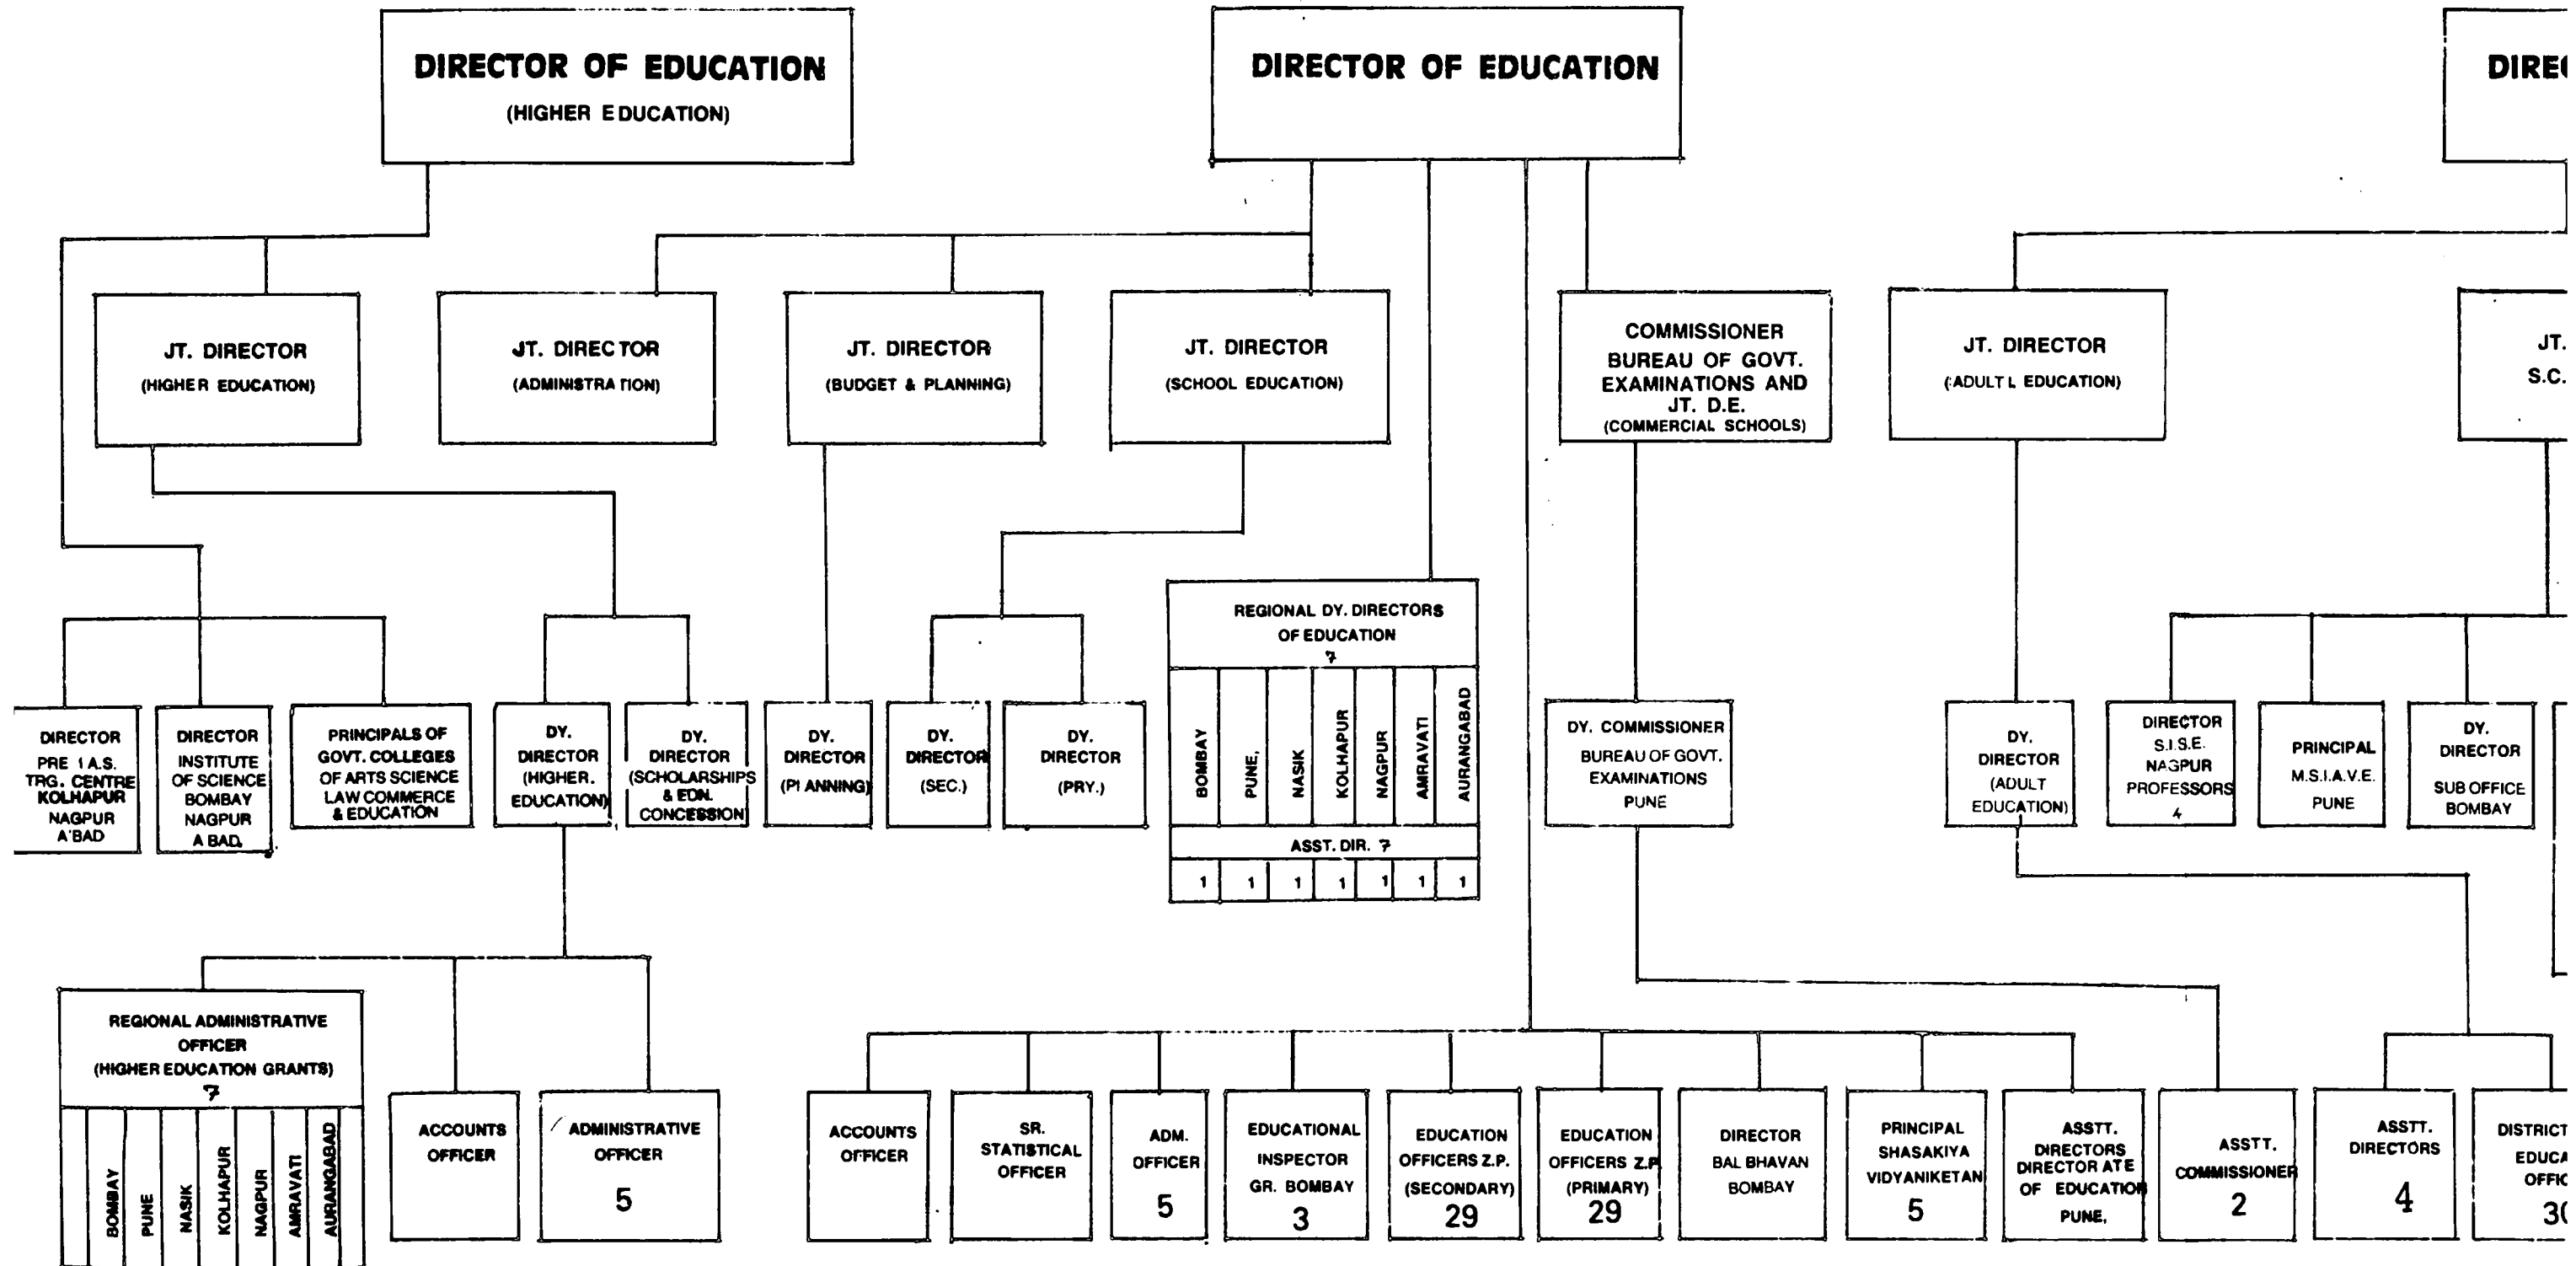 DIRECTOR OF EDUCATION
(HIGHER EDUCATION)
DIRECTOR OF EDUCATION
JT. DIRECTOR
(HIGHER EDUCATION)
JT. DIRECTOR
(ADMINISTRATION)
JT. DIRECTOR
(BUDGET & PLANNING)
JT. DIRECTOR
(SCHOOL EDUCATION)
COMMISSIONER
BUREAU OF GOVT.
EXAMINATIONS AND
JT. D.E.
(COMMERCIAL SCHOOLS)
JT. DIRECTOR
(ADULT EDUCATION)
JT.
S.C.
DIRECTOR
PRE I A.S.
TRG. CENTRE
KOLHAPUR
NAGPUR
A'BAD
DIRECTOR
INSTITUTE
OF SCIENCE
BOMBAY
NAGPUR
A BAD.
PRINCIPALS OF
GOVT. COLLEGES
OF ARTS SCIENCE
LAW COMMERCE
& EDUCATION
DY.
DIRECTOR
(HIGHER.
EDUCATION)
DY.
DIRECTOR
(SCHOLARSHIPS
& EDN.
CONCESSION
DY.
DIRECTOR
(PLANNING)
DY.
DIRECTOR
(SEC.)
DY.
DIRECTOR
(PRY.)
REGIONAL DY. DIRECTORS
OF EDUCATION
7
BOMBAY
PUNE,
NASIK
KOLHAPUR
NAGPUR
AMRAVATI
AURANGABAD
ASST. DIR. 7
1 1 1 1 1 1 1
DY. COMMISSIONER
BUREAU OF GOVT.
EXAMINATIONS
PUNE
DY.
DIRECTOR
(ADULT
EDUCATION)
DIRECTOR
S.I.S.E.
NAGPUR
PROFESSORS
4
PRINCIPAL
M.S.I.A.V.E.
PUNE
DY.
DIRECTOR
SUB OFFICE
BOMBAY
REGIONAL ADMINISTRATIVE
OFFICER
(HIGHER EDUCATION GRANTS)
7
BOMBAY
PUNE
NASIK
KOLHAPUR
NAGPUR
AMRAVATI
AURANGABAD
ACCOUNTS
OFFICER
ADMINISTRATIVE
OFFICER
5
ACCOUNTS
OFFICER
SR.
STATISTICAL
OFFICER
ADM.
OFFICER
5
EDUCATIONAL
INSPECTOR
GR. BOMBAY
3
EDUCATION
OFFICERS Z.P.
(SECONDARY)
29
EDUCATION
OFFICERS Z.P
(PRIMARY)
29
DIRECTOR
BAL BHAVAN
BOMBAY
PRINCIPAL
SHASAKIYA
VIDYANIKETAN
5
ASSTT.
DIRECTORS
DIRECTORATE
OF EDUCATION
PUNE,
ASSTT.
COMMISSIONER
2
ASSTT.
DIRECTORS
4
DISTRICT